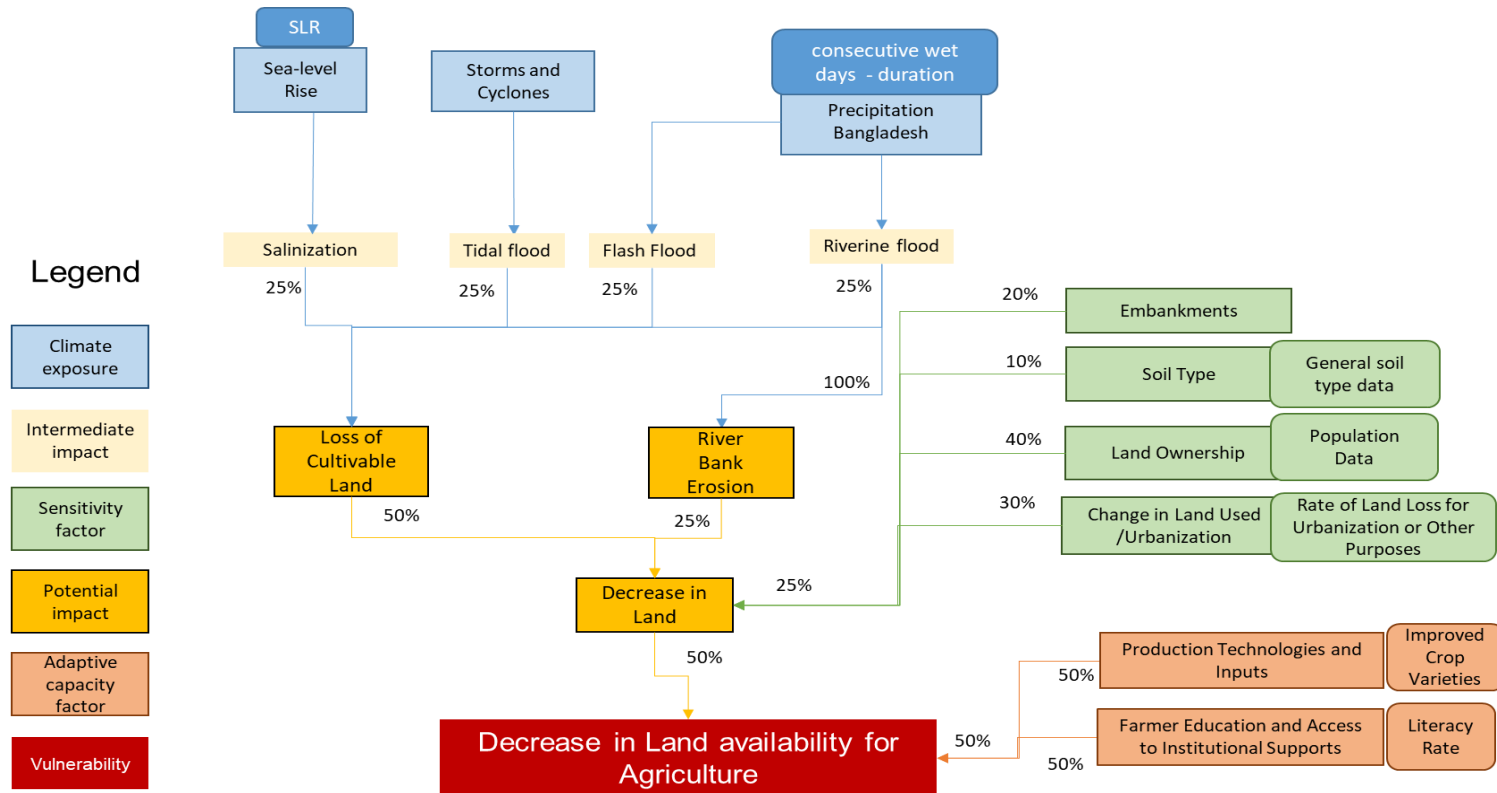 SLR
Sea-level
Rise
Storms and
Cyclones
consecutive wet
days - duration
Precipitation
Bangladesh
Salinization
Tidal flood
Flash Flood
Riverine flood
25%
25%
25%
25%
100%
Legend
Climate
exposure
Intermediate
impact
Sensitivity
factor
Potential
impact
Adaptive
capacity
factor
Vulnerability
20%
Embankments
10%
Soil Type
General soil
type data
40%
Land Ownership
Population
Data
30%
Change in Land Used
/Urbanization
Rate of Land Loss for
Urbanization or Other
Purposes
Loss of
Cultivable
Land
River
Bank
Erosion
50%
25%
Decrease in
Land
25%
50%
Production Technologies and
Inputs
Improved
Crop
Varieties
50%
Farmer Education and Access
to Institutional Supports
Literacy
Rate
50%
50%
Decrease in Land availability for
Agriculture